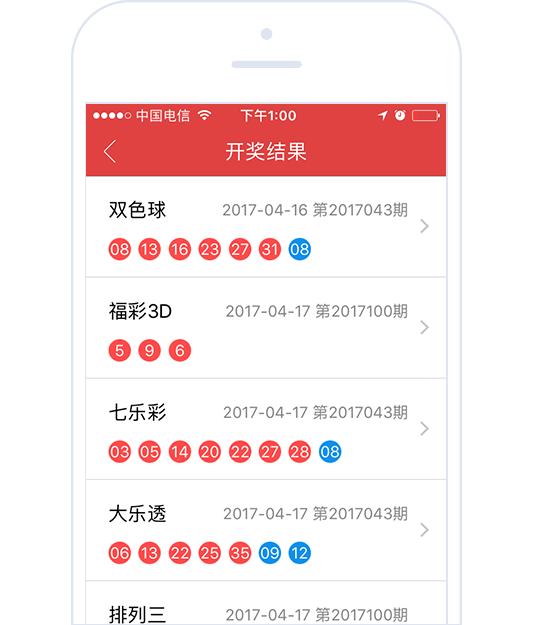 中国电信 下午1:00
开奖结果
双色球 2017-04-16 第2017043期
08 13 16 23 27 31 08
福彩3D 2017-04-17 第2017100期
5 9 6
七乐彩 2017-04-17 第2017043期
03 05 14 20 22 27 28 08
大乐透 2017-04-17 第2017043期
06 13 22 25 35 09 12
排列三 2017-04-17 第2017100期